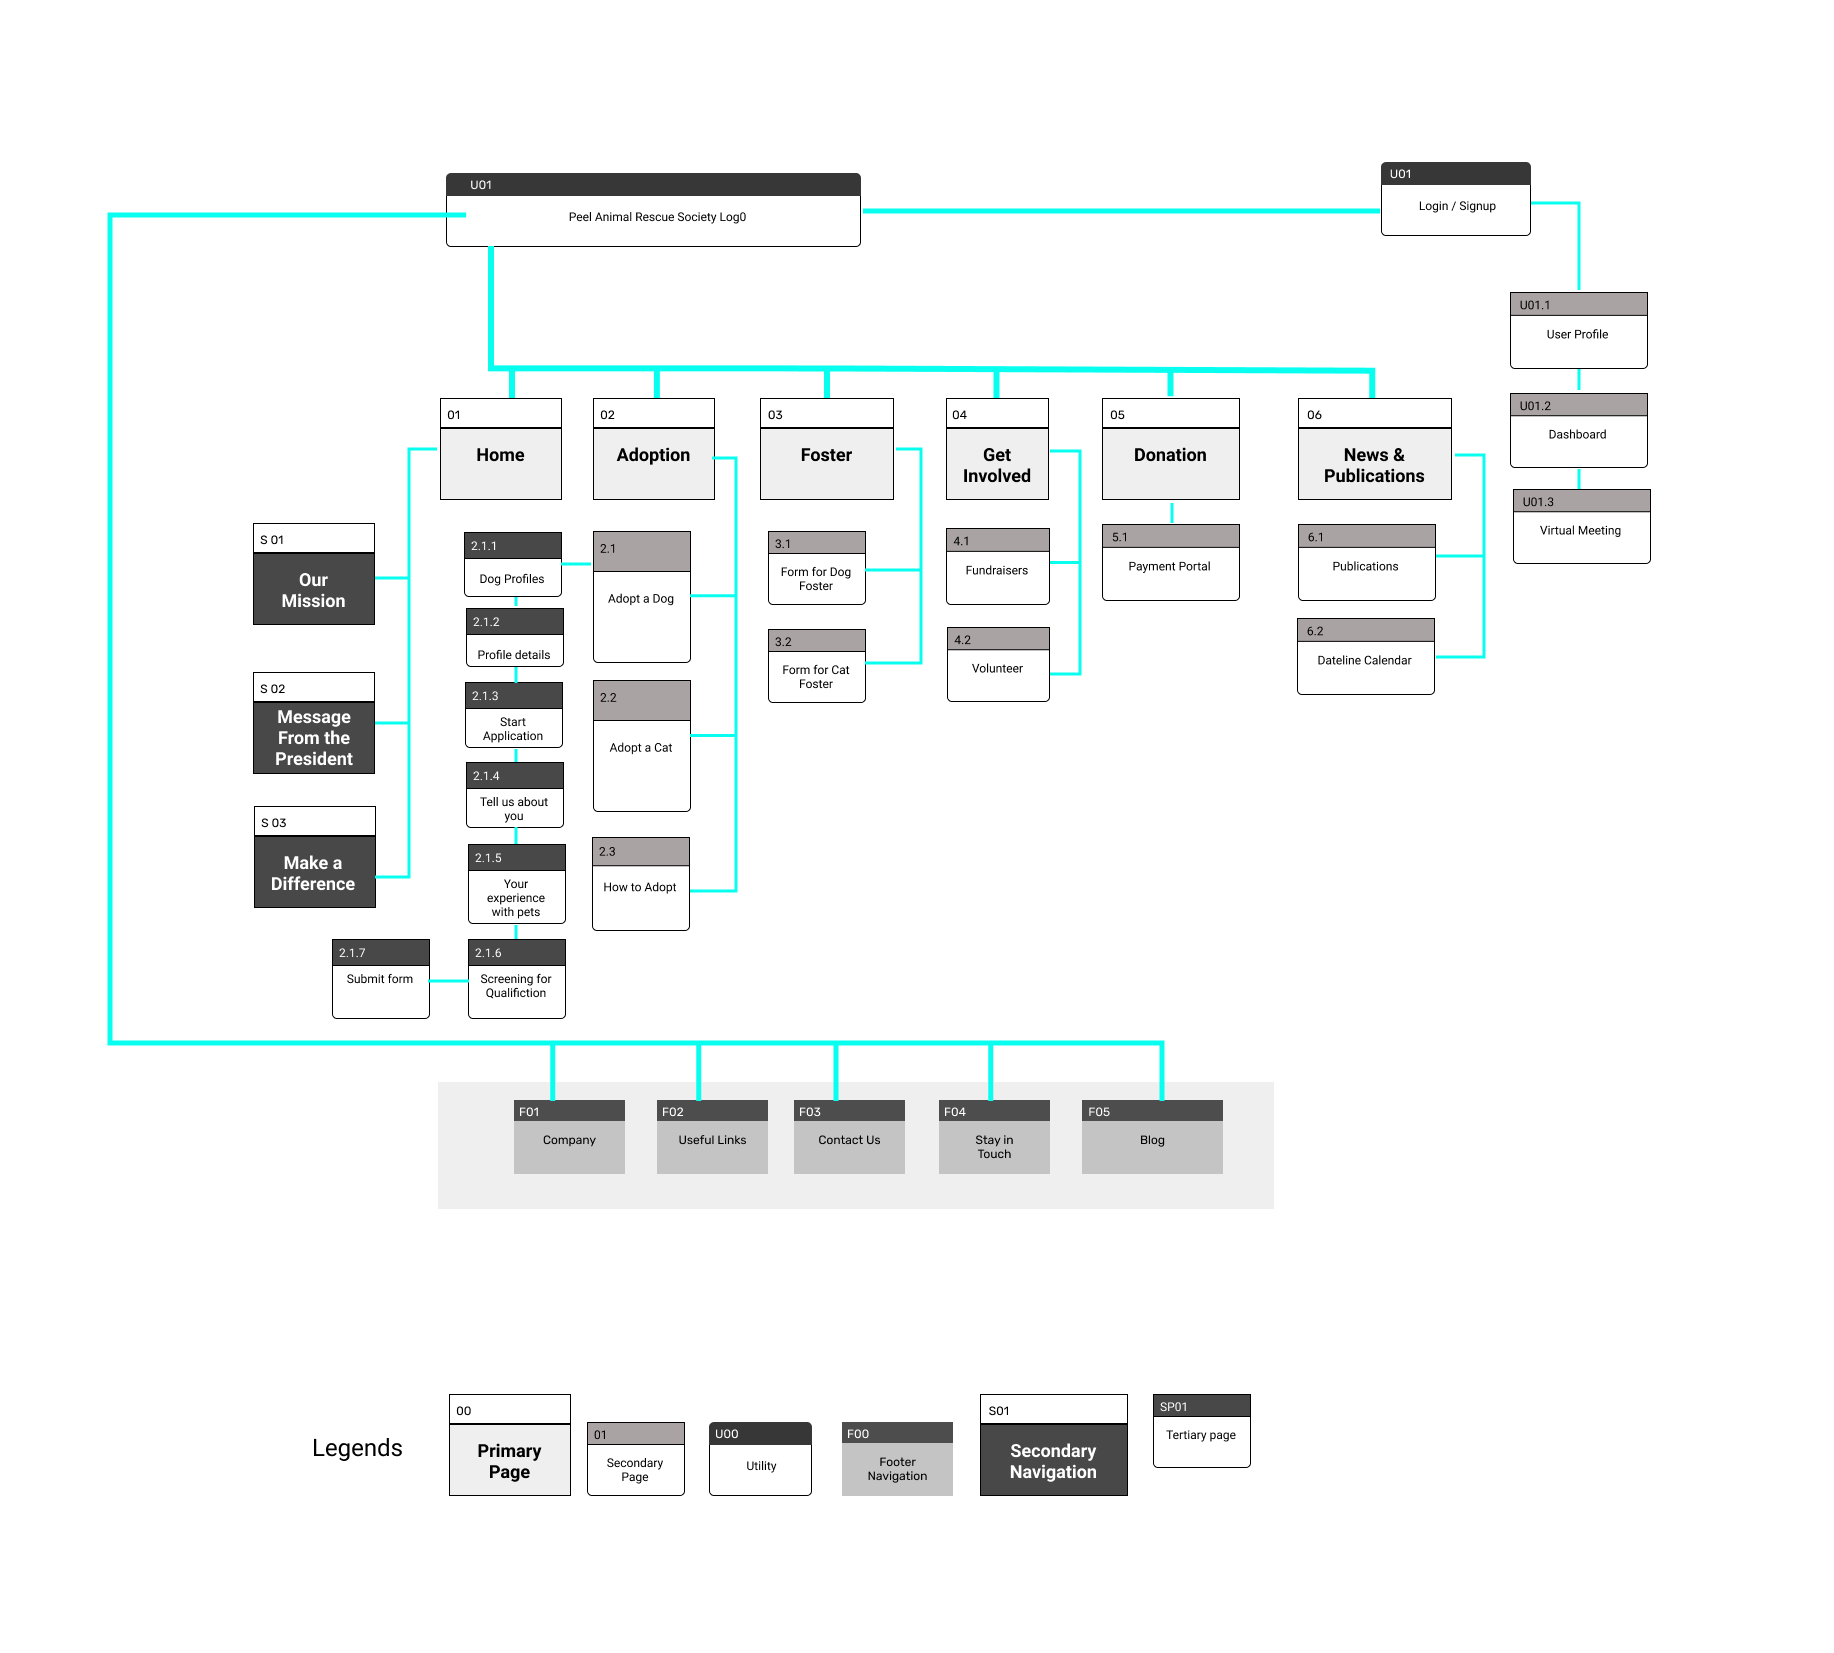 U01
Peel Animal Rescue Society Log0
U01
Login / Signup
U01.1
User Profile
U01.2
Dashboard
U01.3
Virtual Meeting
01
Home
02
Adoption
03
Foster
04
Get
Involved
05
Donation
06
News &
Publications
S 01
Our
Mission
S 02
Message
From the
President
S 03
Make a
Difference
2.1.1
Dog Profiles
2.1.2
Profile details
2.1.3
Start
Application
2.1.4
Tell us about
you
2.1.5
Your
experience
with pets
2.1.6
Screening for
Qualifiction
2.1.7
Submit form
2.1
Adopt a Dog
2.2
Adopt a Cat
2.3
How to Adopt
3.1
Form for Dog
Foster
3.2
Form for Cat
Foster
4.1
Fundraisers
4.2
Volunteer
5.1
Payment Portal
6.1
Publications
6.2
Dateline Calendar
F01
Company
F02
Useful Links
F03
Contact Us
F04
Stay in
Touch
F05
Blog
Legends
00
Primary
Page
01
Secondary
Page
U00
Utility
F00
Footer
Navigation
S01
Secondary
Navigation
SP01
Tertiary page